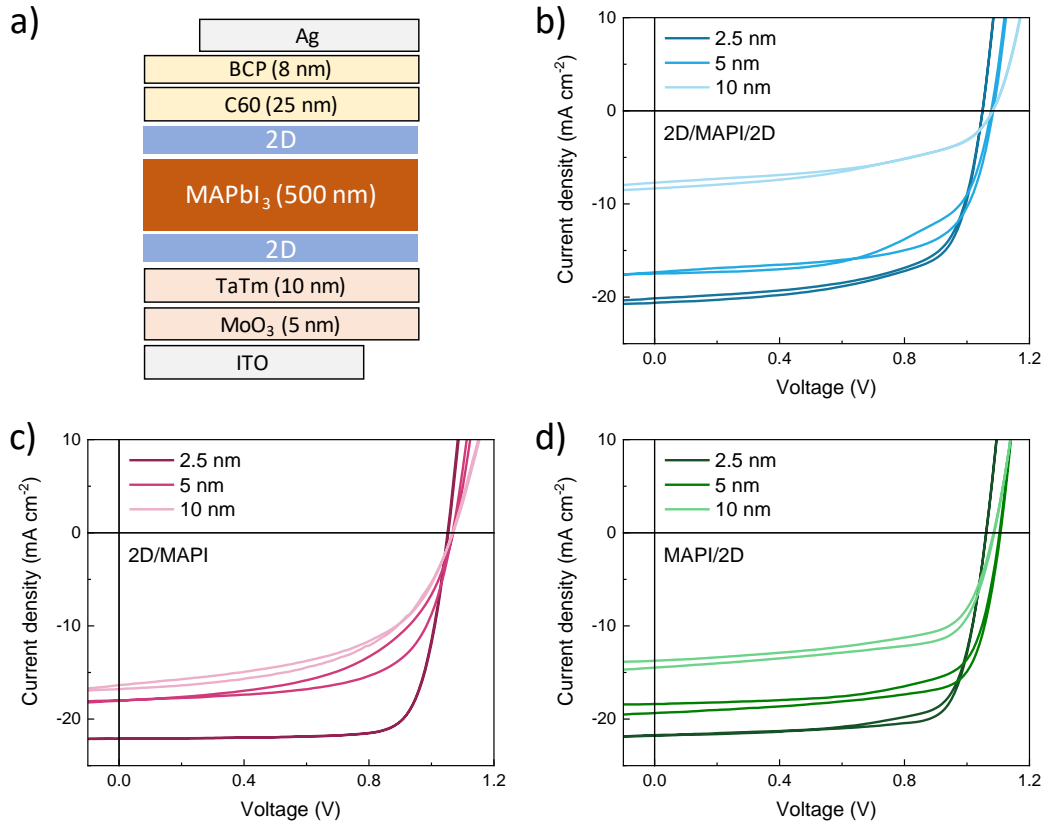 a)
Ag
BCP (8 nm)
C60 (25 nm)
2D
MAPbI₃ (500 nm)
2D
TaTm (10 nm)
MoO₃ (5 nm)
ITO
b)
10
0
-10
-20
Current density (mA cm⁻²)
2.5 nm
5 nm
10 nm
2D/MAPI/2D
0.0 0.4 0.8 1.2
Voltage (V)
c)
10
0
-10
-20
Current density (mA cm⁻²)
2.5 nm
5 nm
10 nm
2D/MAPI
0.0 0.4 0.8 1.2
Voltage (V)
d)
10
0
-10
-20
Current density (mA cm⁻²)
2.5 nm
5 nm
10 nm
MAPI/2D
0.0 0.4 0.8 1.2
Voltage (V)